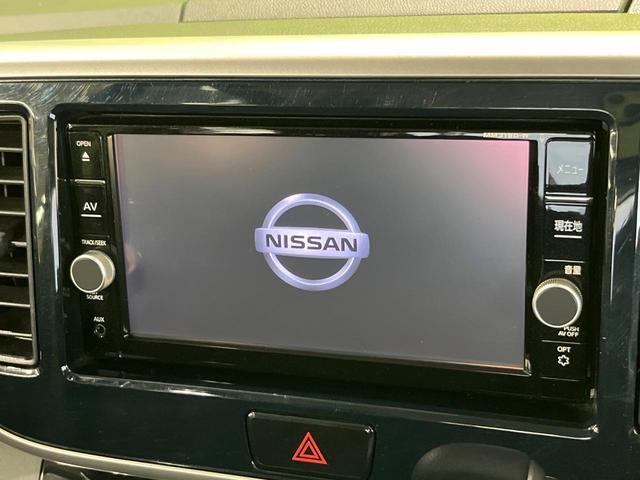 OPEN
AV
TRACK/SEEK
SOURCE
AUX
NISSAN
メニュー
現在地
音量
PUSH
AV OFF
OPT